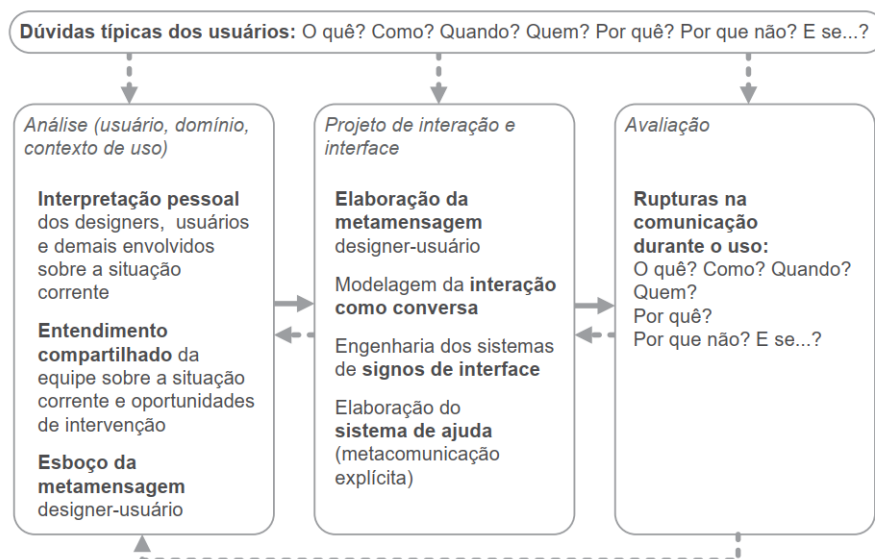 Dúvidas típicas dos usuários: O quê? Como? Quando? Quem? Por quê? Por que não? E se...?
Análise (usuário, domínio,
contexto de uso)
Interpretação pessoal
dos designers, usuários
e demais envolvidos
sobre a situação
corrente
Entendimento
compartilhado da
equipe sobre a situação
corrente e oportunidades
de intervenção
Esboço da
metamensagem
designer-usuário
Projeto de interação e
interface
Elaboração da
metamensagem
designer-usuário
Modelagem da interação
como conversa
Engenharia dos sistemas
de signos de interface
Elaboração do
sistema de ajuda
(metacomunicação
explícita)
Avaliação
Rupturas na
comunicação
durante o uso:
O quê? Como? Quando?
Quem?
Por quê?
Por que não? E se...?